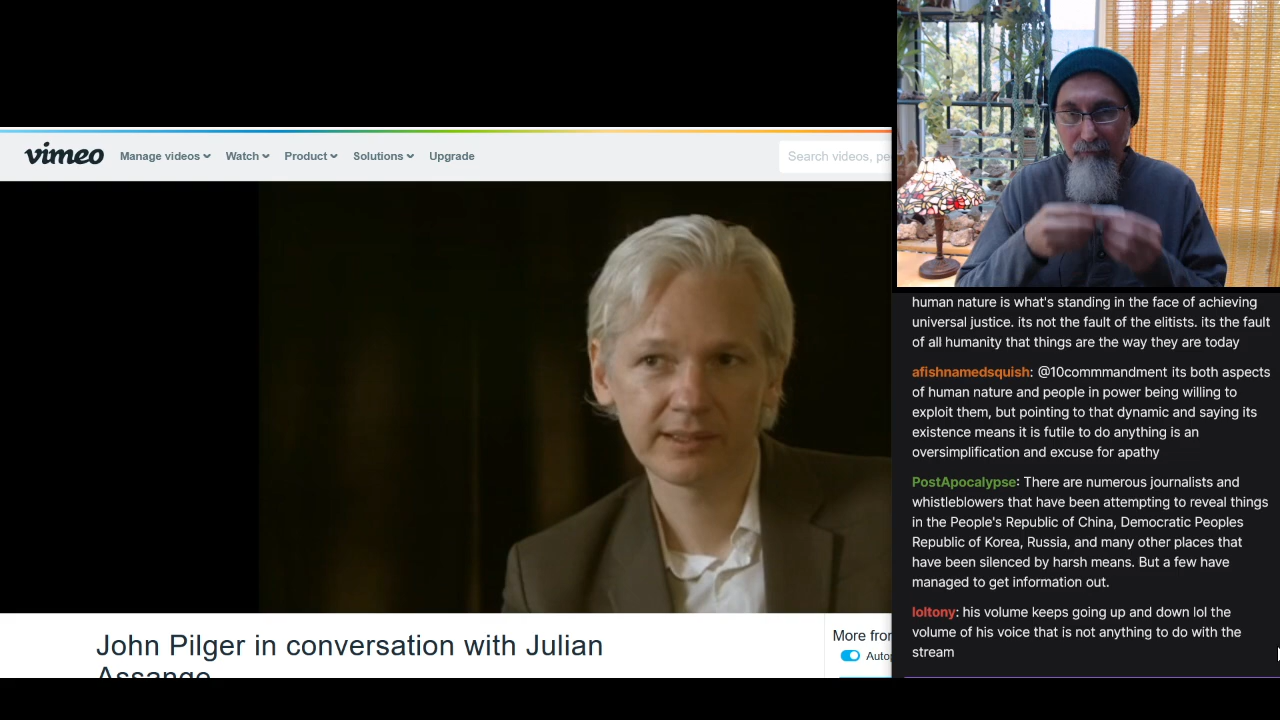 vimeo
Manage videos
Watch
Product
Solutions
Upgrade
Search videos, pe
John Pilger in conversation with Julian
Assange
More from
Autop
human nature is what's standing in the face of achieving
universal justice. its not the fault of the elitists. its the fault
of all humanity that things are the way they are today
afishnamedsquish: @10commmandment its both aspects
of human nature and people in power being willing to
exploit them, but pointing to that dynamic and saying its
existence means it is futile to do anything is an
oversimplification and excuse for apathy
PostApocalypse: There are numerous journalists and
whistleblowers that have been attempting to reveal things
in the People's Republic of China, Democratic Peoples
Republic of Korea, Russia, and many other places that
have been silenced by harsh means. But a few have
managed to get information out.
loltony: his volume keeps going up and down lol the
volume of his voice that is not anything to do with the
stream